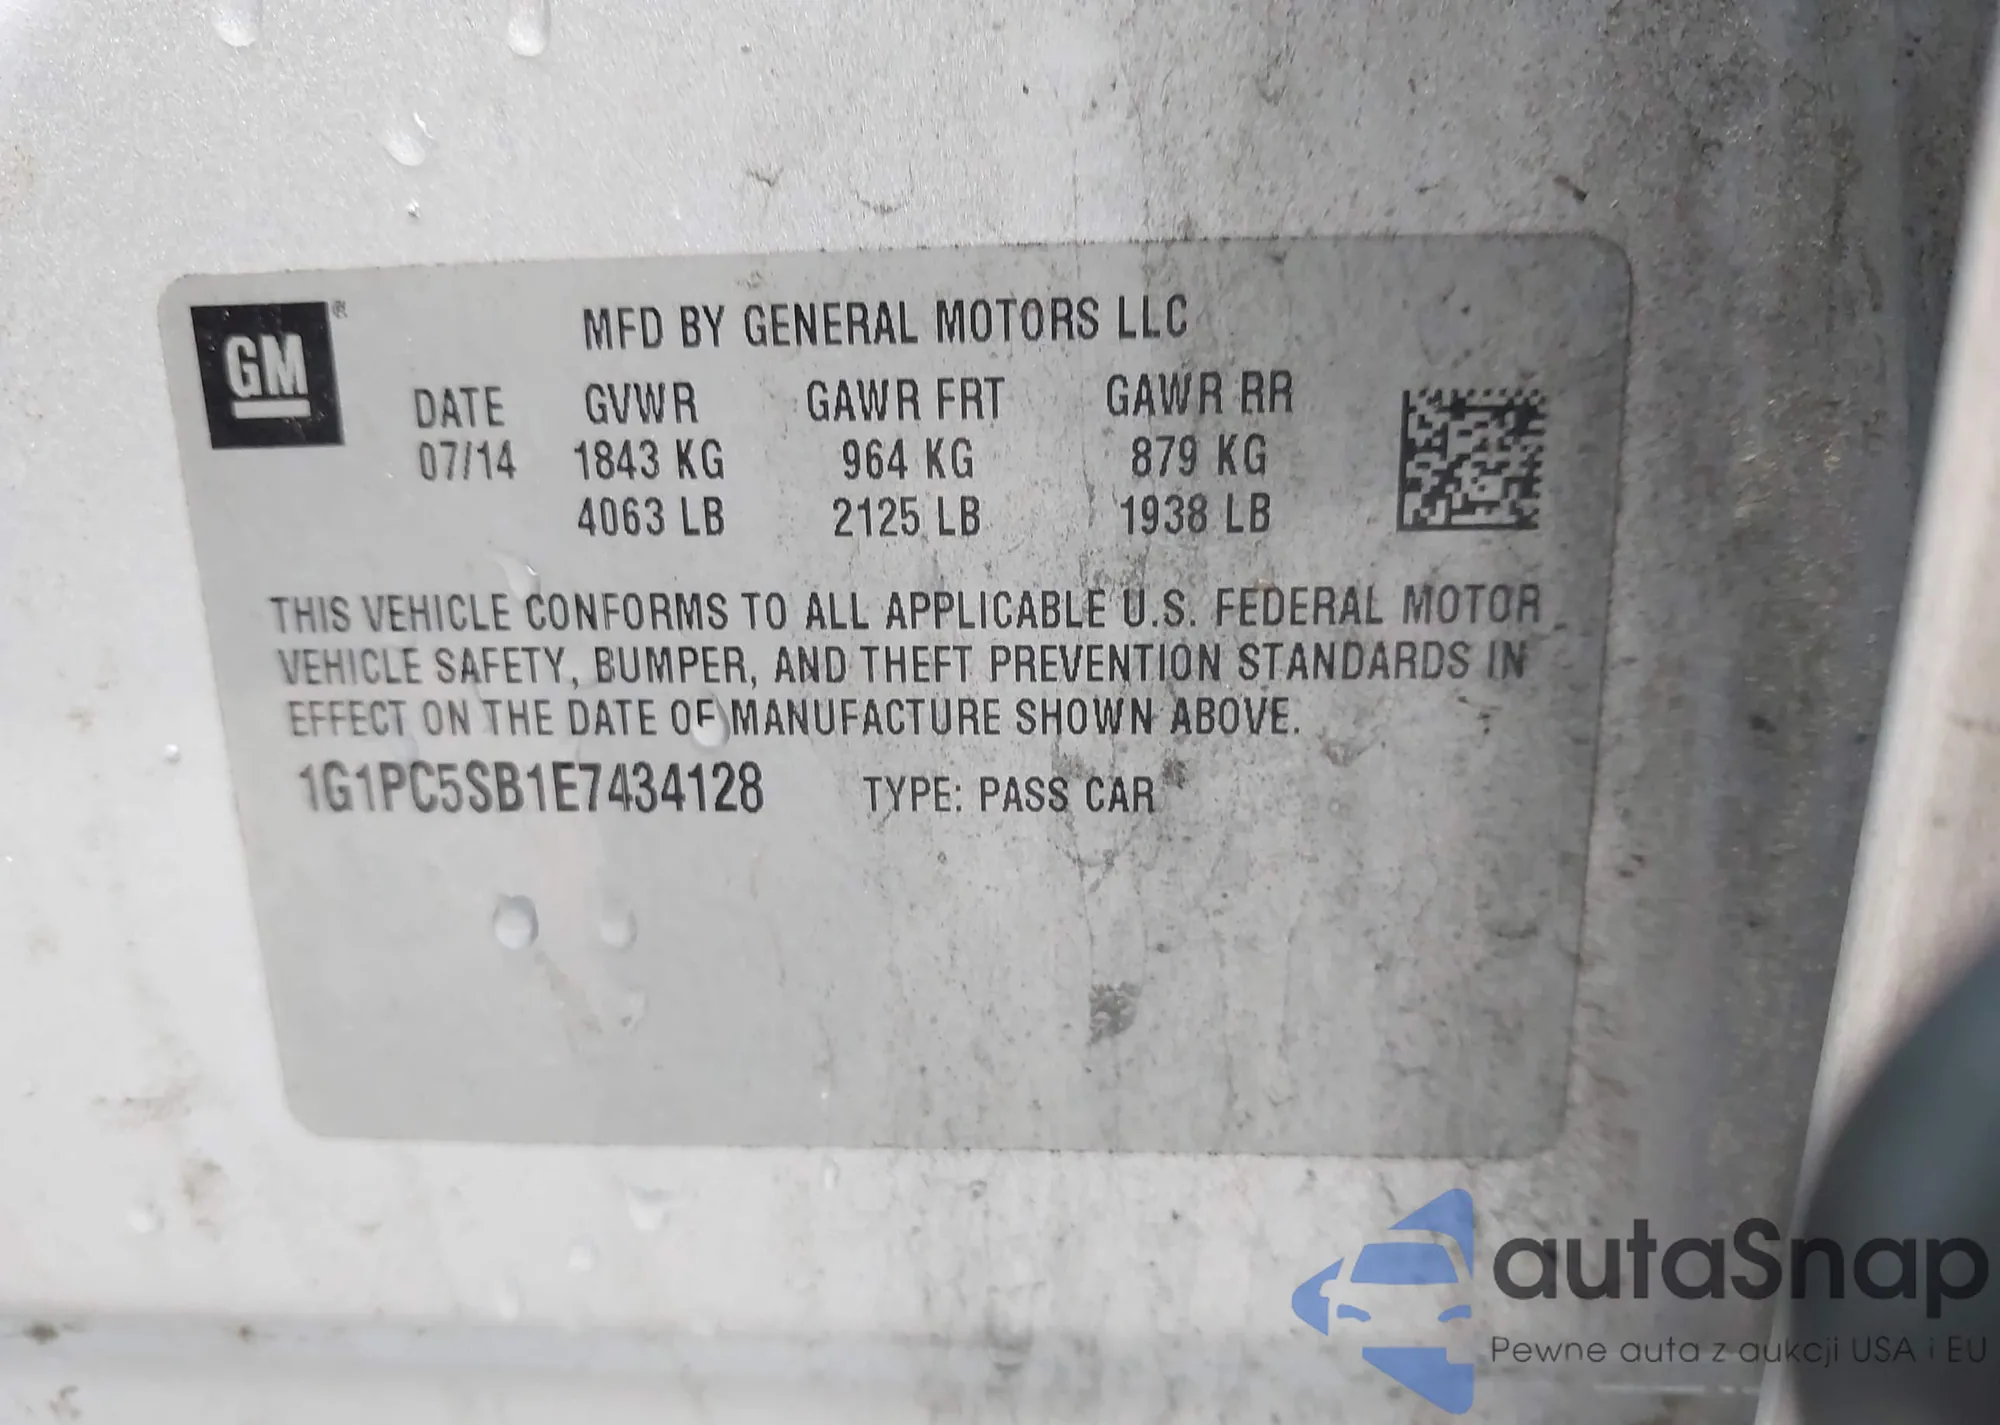 GM®
MFD BY GENERAL MOTORS LLC
DATE GVWR GAWR FRT GAWR RR
07/14 1843 KG 964 KG 879 KG
4063 LB 2125 LB 1938 LB
THIS VEHICLE CONFORMS TO ALL APPLICABLE U.S. FEDERAL MOTOR
VEHICLE SAFETY, BUMPER, AND THEFT PREVENTION STANDARDS IN
EFFECT ON THE DATE OF MANUFACTURE SHOWN ABOVE.
1G1PC5SB1E7434128 TYPE: PASS CAR
autaSnap
Pewne auta z aukcji USA i EU